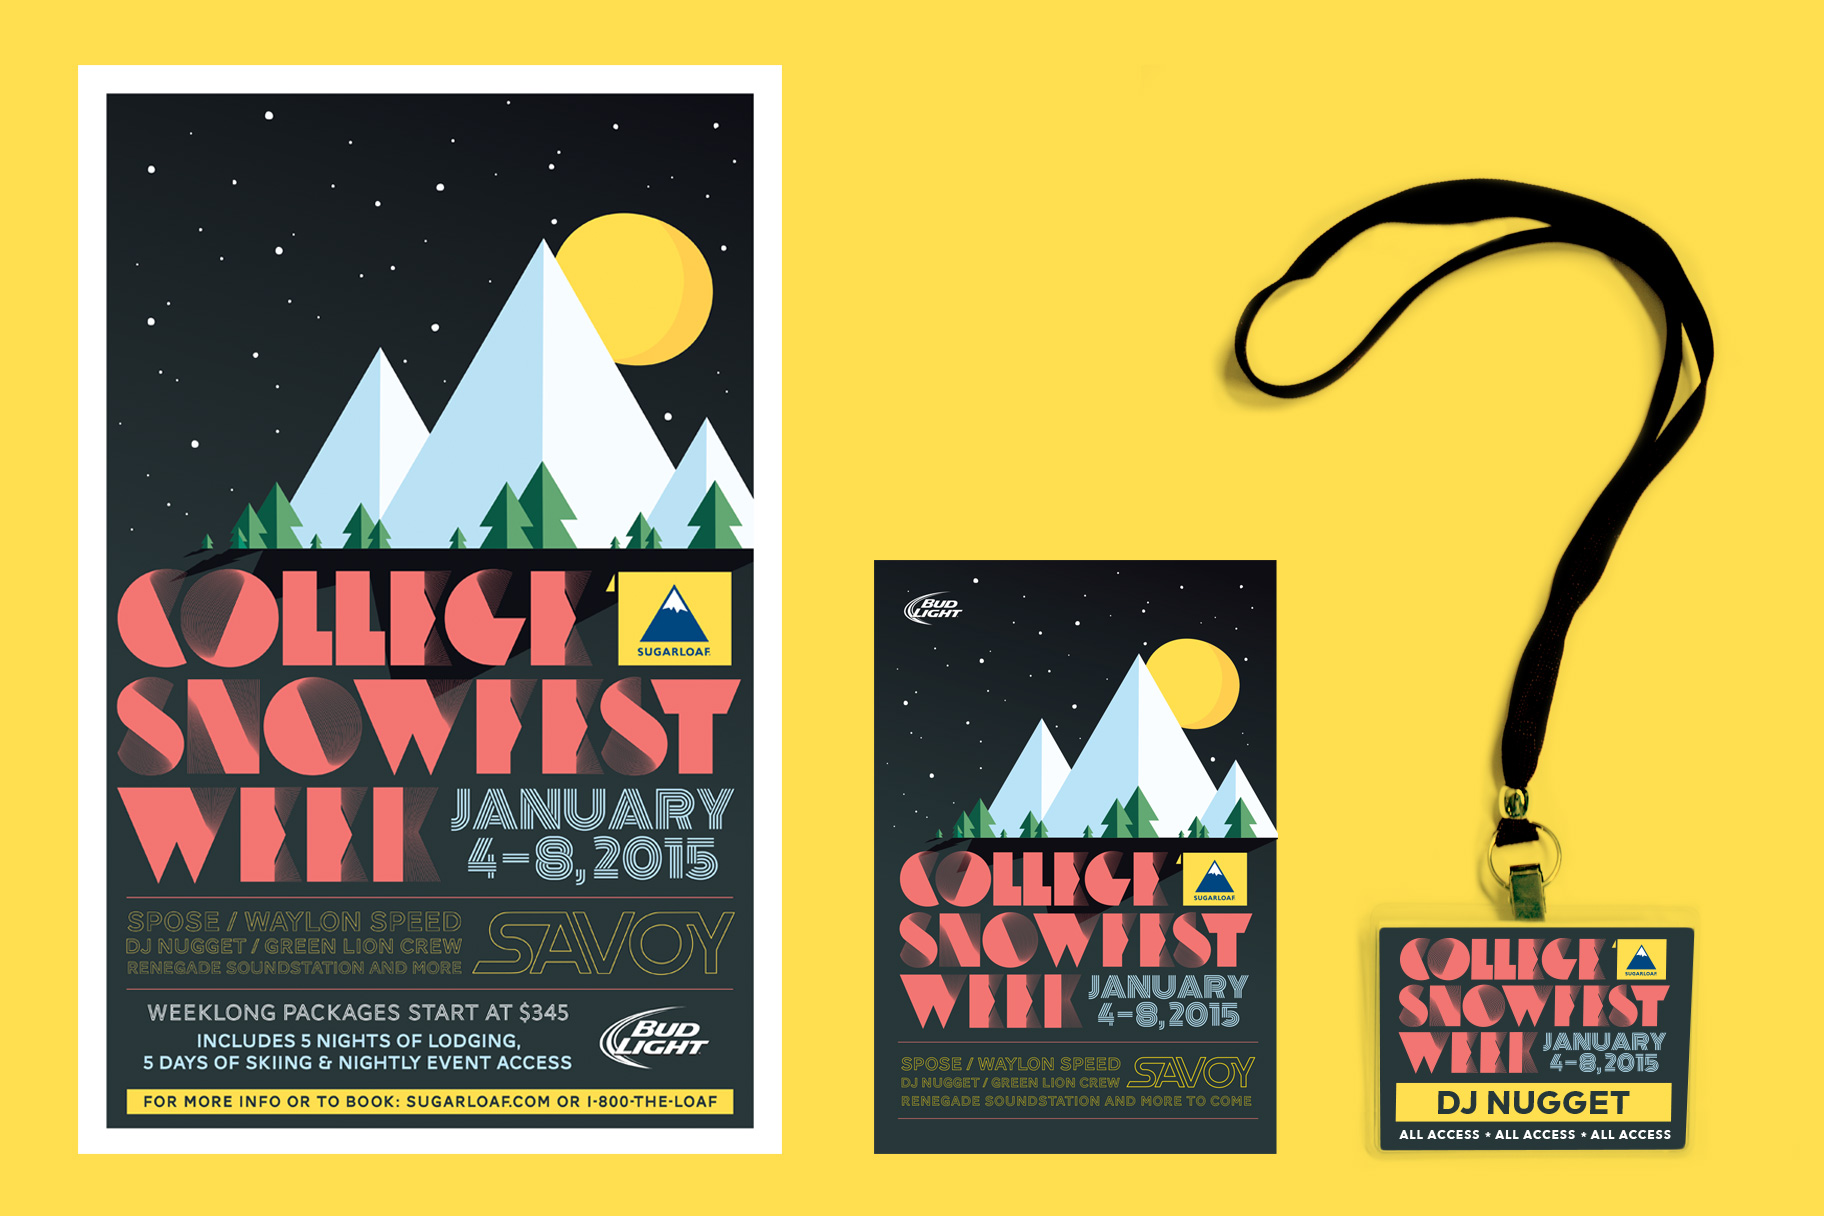 COLLEGE
SUGARLOAF
SNOWFEST
WEEK
JANUARY
4-8, 2015
SPOSE / WAYLON SPEED
DJ NUGGET / GREEN LION CREW
RENEGADE SOUNDSTATION AND MORE
SAVOY
WEEKLONG PACKAGES START AT $345
INCLUDES 5 NIGHTS OF LODGING,
5 DAYS OF SKIING & NIGHTLY EVENT ACCESS
BUD
LIGHT
FOR MORE INFO OR TO BOOK: SUGARLOAF.COM OR 1-800-THE-LOAF
BUD
LIGHT
COLLEGE
SUGARLOAF
SNOWFEST
WEEK
JANUARY
4-8, 2015
SPOSE / WAYLON SPEED
DJ NUGGET / GREEN LION CREW
SAVOY
RENEGADE SOUNDSTATION AND MORE TO COME
COLLEGE
SUGARLOAF
SNOWFEST
WEEK
JANUARY
4-8, 2015
DJ NUGGET
ALL ACCESS * ALL ACCESS * ALL ACCESS